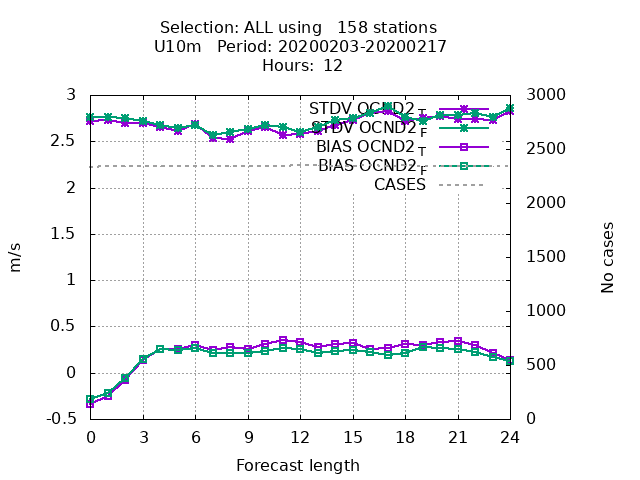 Selection: ALL using   158 stations
U10m   Period: 20200203-20200217
Hours: 12
STDV OCND2_T
STDV OCND2_F
BIAS OCND2_T
BIAS OCND2_F
CASES
3
2.5
2
1.5
1
0.5
0
-0.5
m/s
3000
2500
2000
1500
1000
500
0
No cases
0 3 6 9 12 15 18 21 24
Forecast length